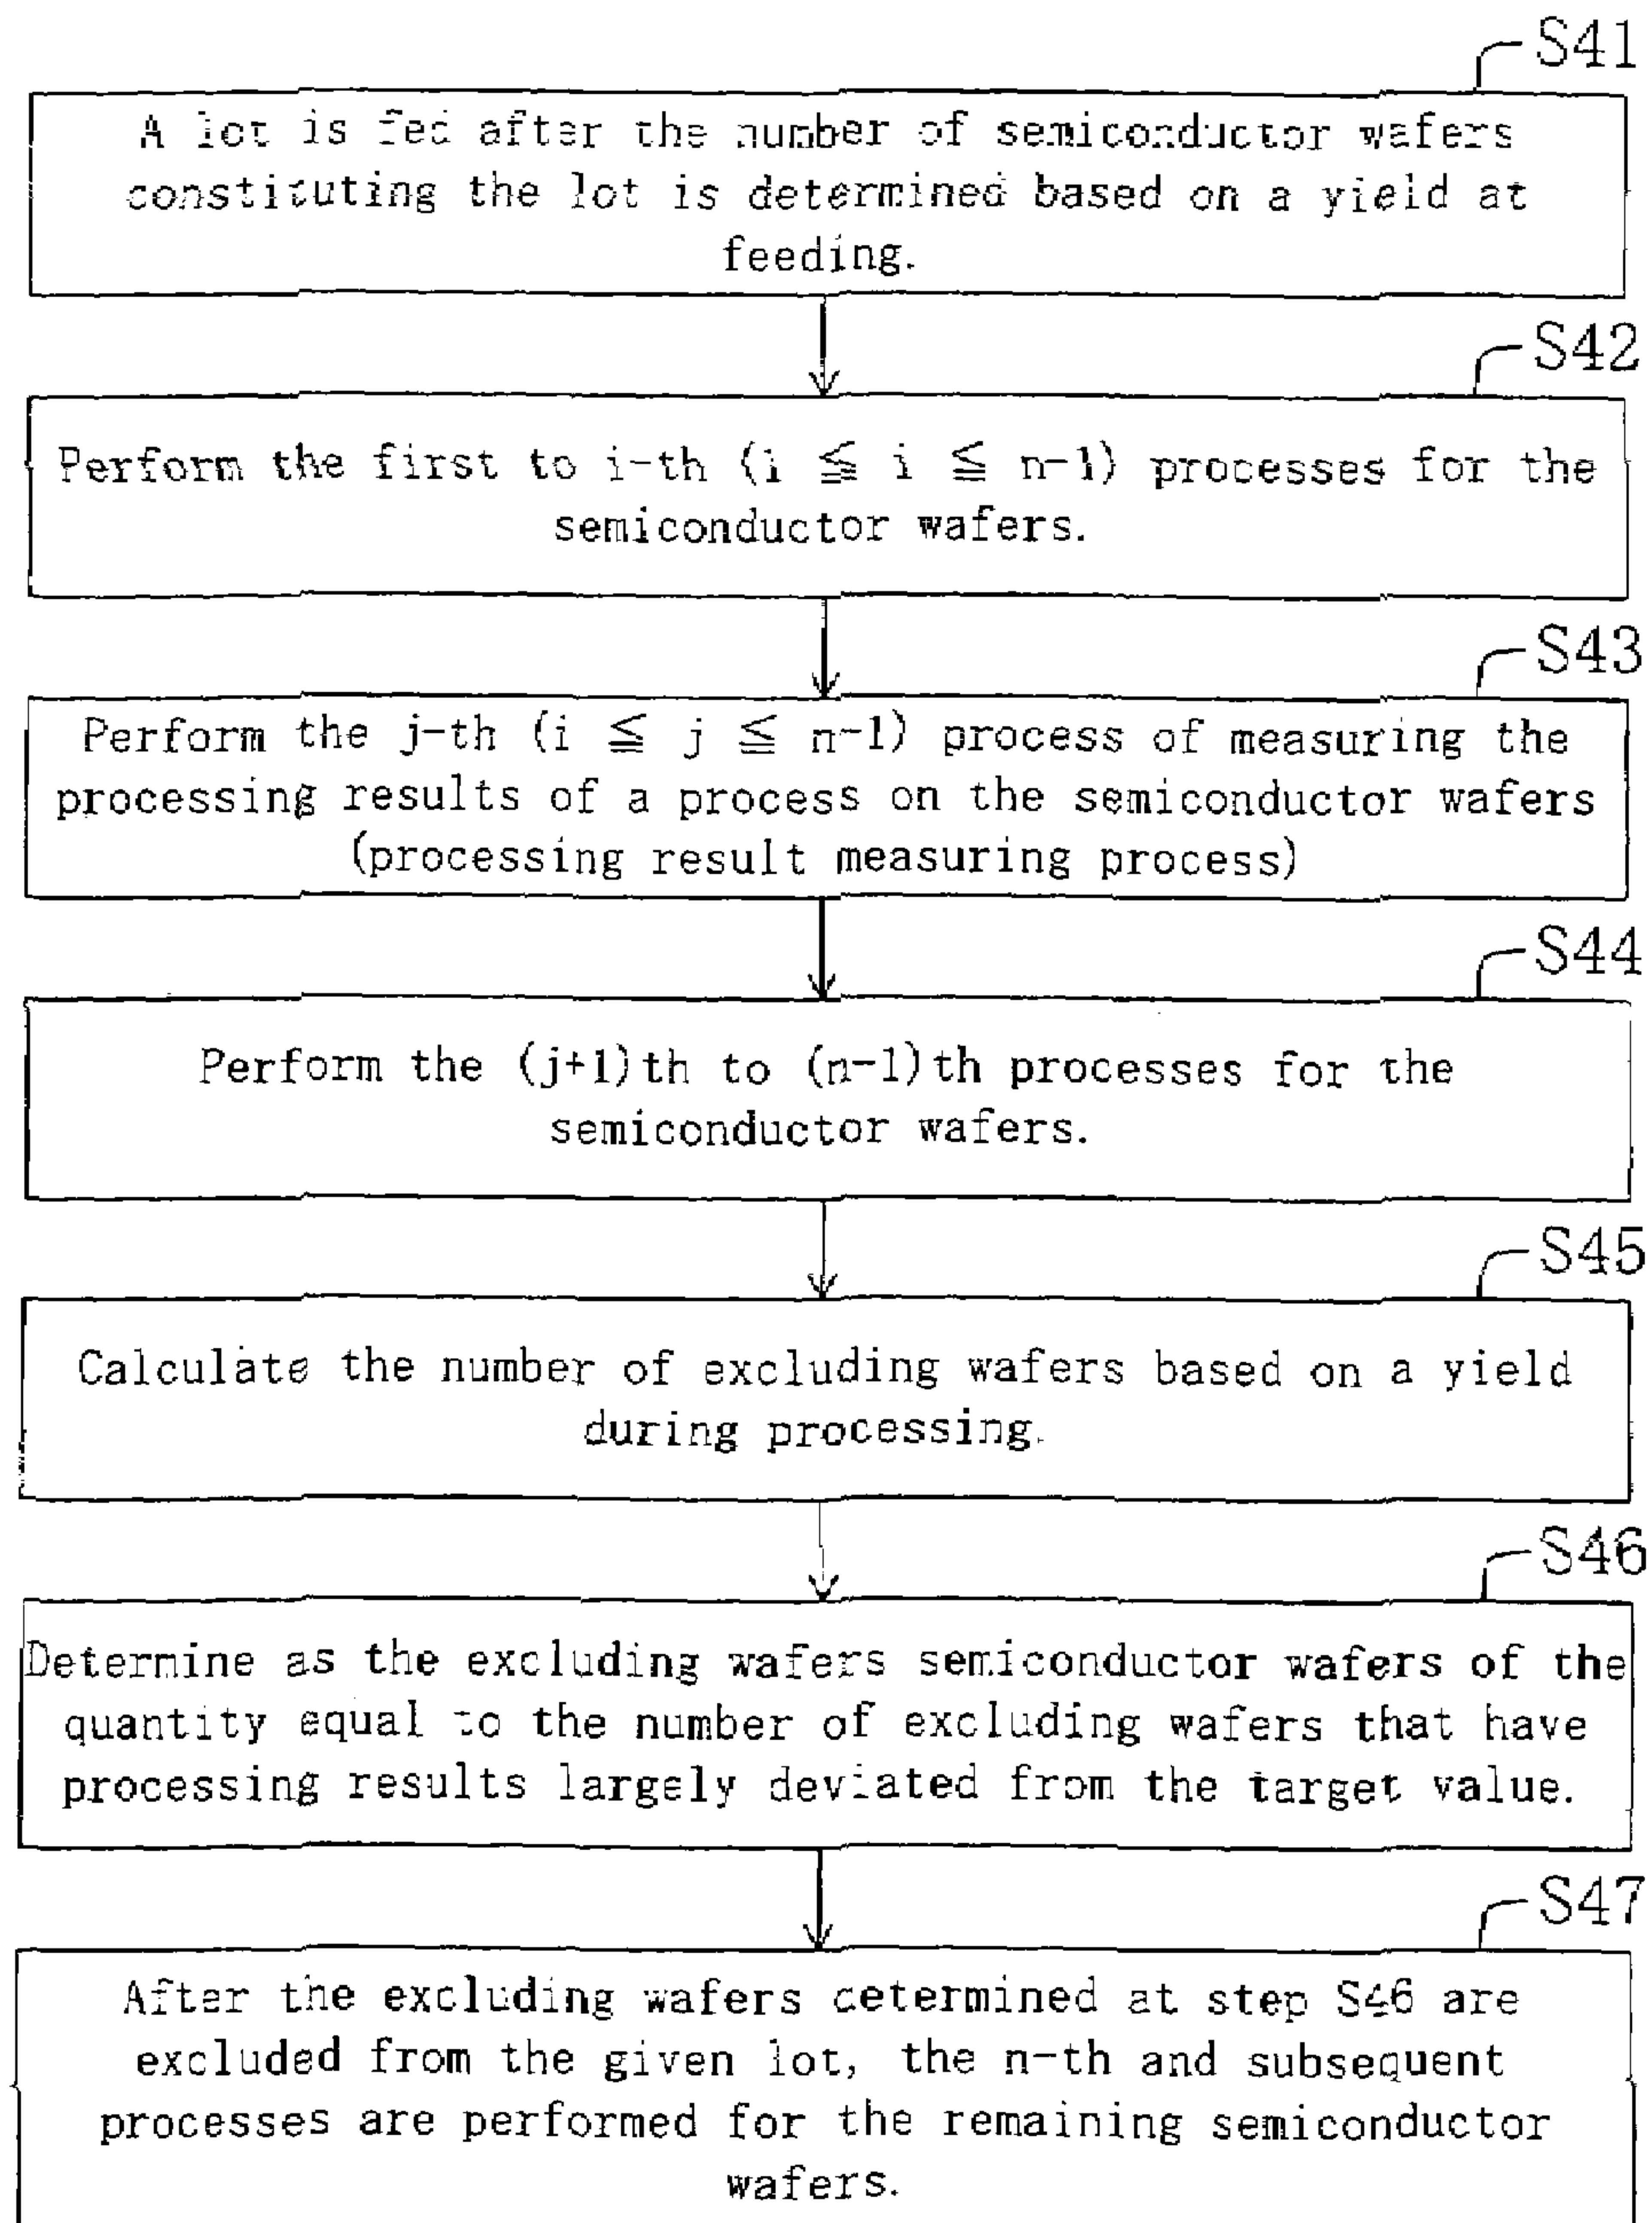 S41
A lot is fed after the number of semiconductor wafers
constituting the lot is determined based on a yield at
feeding.
S42
Perform the first to i-th (i ≦ i ≦ n-1) processes for the
semiconductor wafers.
S43
Perform the j-th (i ≦ j ≦ n-1) process of measuring the
processing results of a process on the semiconductor wafers
(processing result measuring process)
S44
Perform the (j+1)th to (n-1)th processes for the
semiconductor wafers.
S45
Calculate the number of excluding wafers based on a yield
during processing.
S46
Determine as the excluding wafers semiconductor wafers of the
quantity equal to the number of excluding wafers that have
processing results largely deviated from the target value.
S47
After the excluding wafers determined at step S46 are
excluded from the given lot, the n-th and subsequent
processes are performed for the remaining semiconductor
wafers.